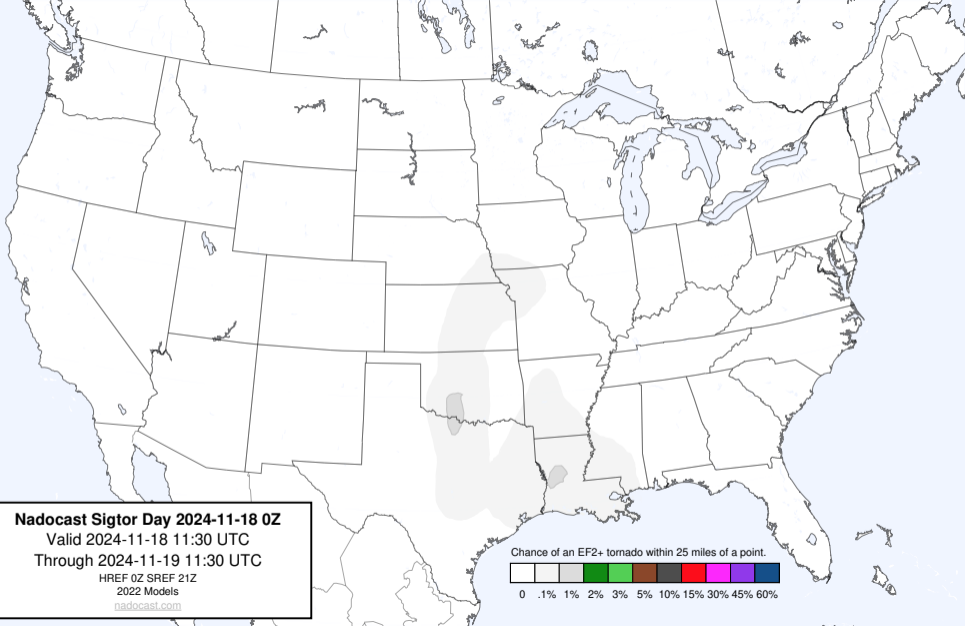 Nadocast Sigtor Day 2024-11-18 0Z
Valid 2024-11-18 11:30 UTC
Through 2024-11-19 11:30 UTC
HREF 0Z SREF 21Z
2022 Models
nadocast.com
Chance of an EF2+ tornado within 25 miles of a point.
0 .1% 1% 2% 3% 5% 10% 15% 30% 45% 60%